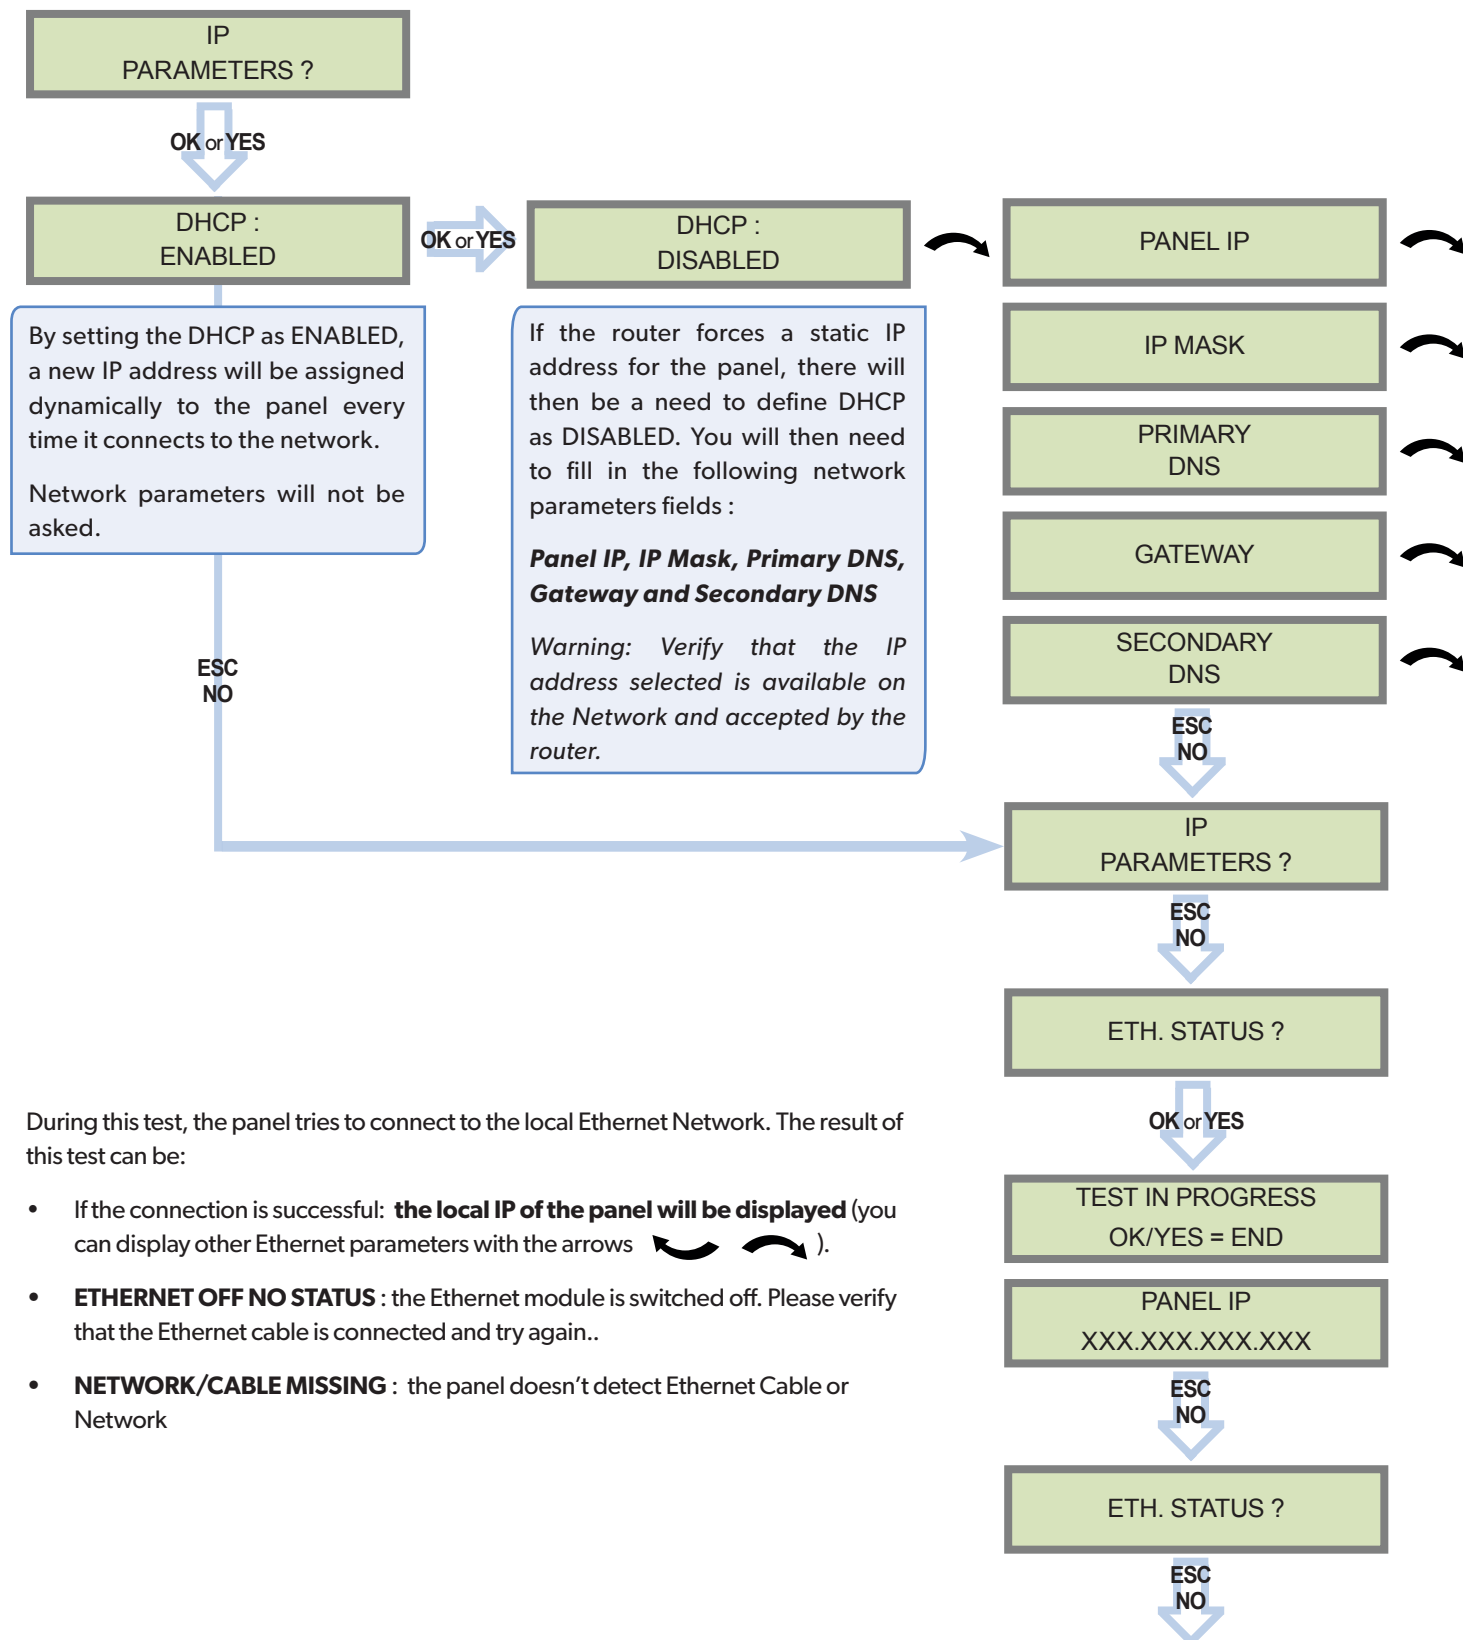 IP
PARAMETERS ?
OK or YES
DHCP :
ENABLED
OK or YES
DHCP :
DISABLED
PANEL IP
By setting the DHCP as ENABLED,
a new IP address will be assigned
dynamically to the panel every
time it connects to the network.
Network parameters will not be
asked.
If the router forces a static IP
address for the panel, there will
then be a need to define DHCP
as DISABLED. You will then need
to fill in the following network
parameters fields :
Panel IP, IP Mask, Primary DNS,
Gateway and Secondary DNS
Warning: Verify that the IP
address selected is available on
the Network and accepted by the
router.
IP MASK
PRIMARY
DNS
GATEWAY
SECONDARY
DNS
ESC
NO
ESC
NO
IP
PARAMETERS ?
ESC
NO
ETH. STATUS ?
OK or YES
TEST IN PROGRESS
OK/YES = END
PANEL IP
XXX.XXX.XXX.XXX
ESC
NO
ETH. STATUS ?
ESC
NO
During this test, the panel tries to connect to the local Ethernet Network. The result of
this test can be:
• If the connection is successful: the local IP of the panel will be displayed (you
can display other Ethernet parameters with the arrows ).
• ETHERNET OFF NO STATUS : the Ethernet module is switched off. Please verify
that the Ethernet cable is connected and try again..
• NETWORK/CABLE MISSING : the panel doesn't detect Ethernet Cable or
Network